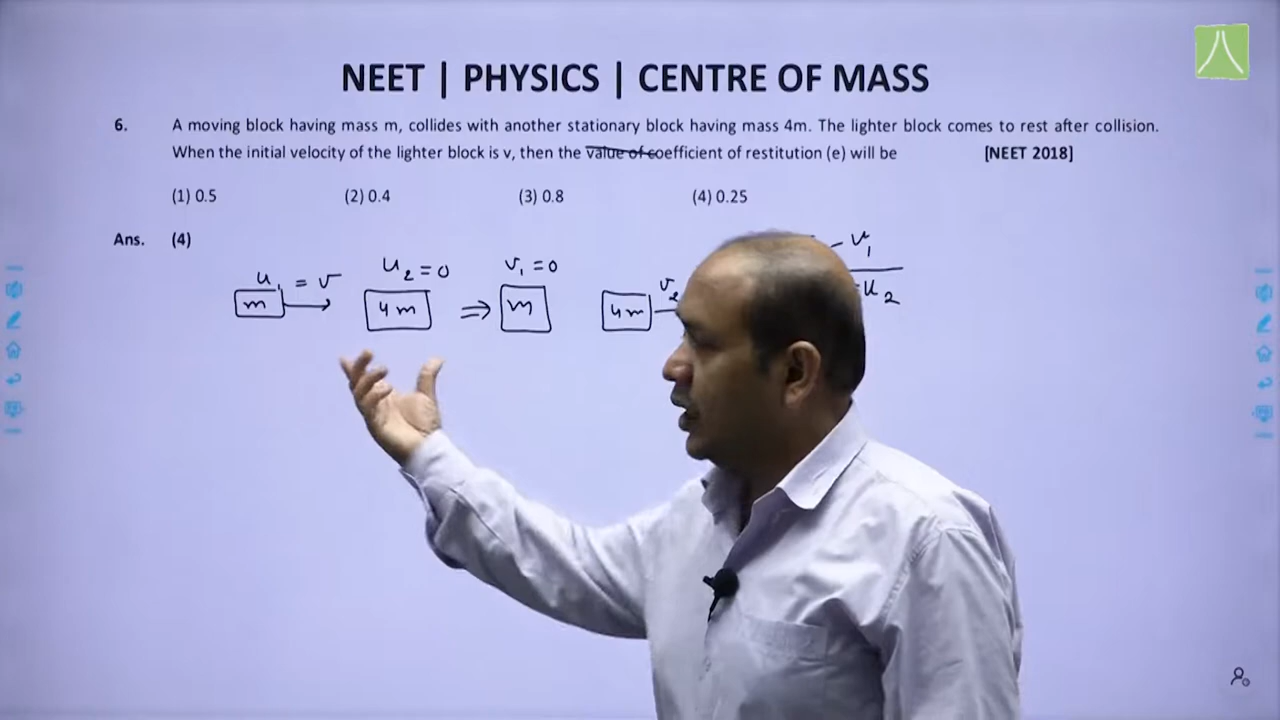 NEET | PHYSICS | CENTRE OF MASS
6. A moving block having mass m, collides with another stationary block having mass 4m. The lighter block comes to rest after collision.
When the initial velocity of the lighter block is v, then the value of coefficient of restitution (e) will be [NEET 2018]
(1) 0.5 (2) 0.4 (3) 0.8 (4) 0.25
Ans. (4)
u₁ = v u₂ = 0 v₁ = 0 v₂ – v₁
m 4m ⇒ m 4m u₂